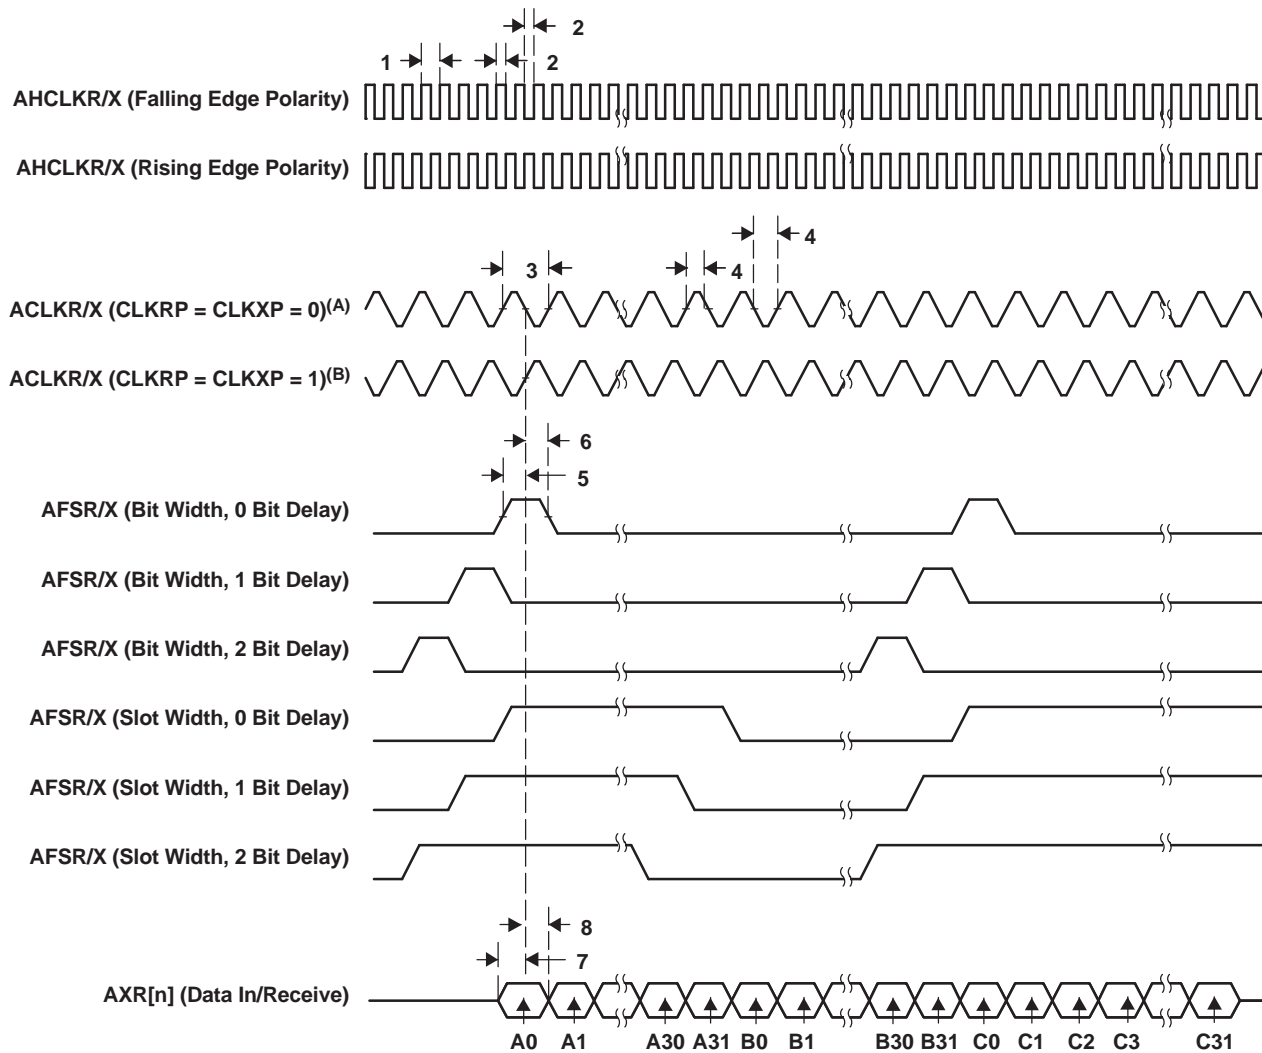 2
1 2
AHCLKR/X (Falling Edge Polarity)
AHCLKR/X (Rising Edge Polarity)
4
3 4
ACLKR/X (CLKRP = CLKXP = 0)(A)
ACLKR/X (CLKRP = CLKXP = 1)(B)
6
5
AFSR/X (Bit Width, 0 Bit Delay)
AFSR/X (Bit Width, 1 Bit Delay)
AFSR/X (Bit Width, 2 Bit Delay)
AFSR/X (Slot Width, 0 Bit Delay)
AFSR/X (Slot Width, 1 Bit Delay)
AFSR/X (Slot Width, 2 Bit Delay)
8
7
AXR[n] (Data In/Receive)
A0 A1 A30 A31 B0 B1 B30 B31 C0 C1 C2 C3 C31